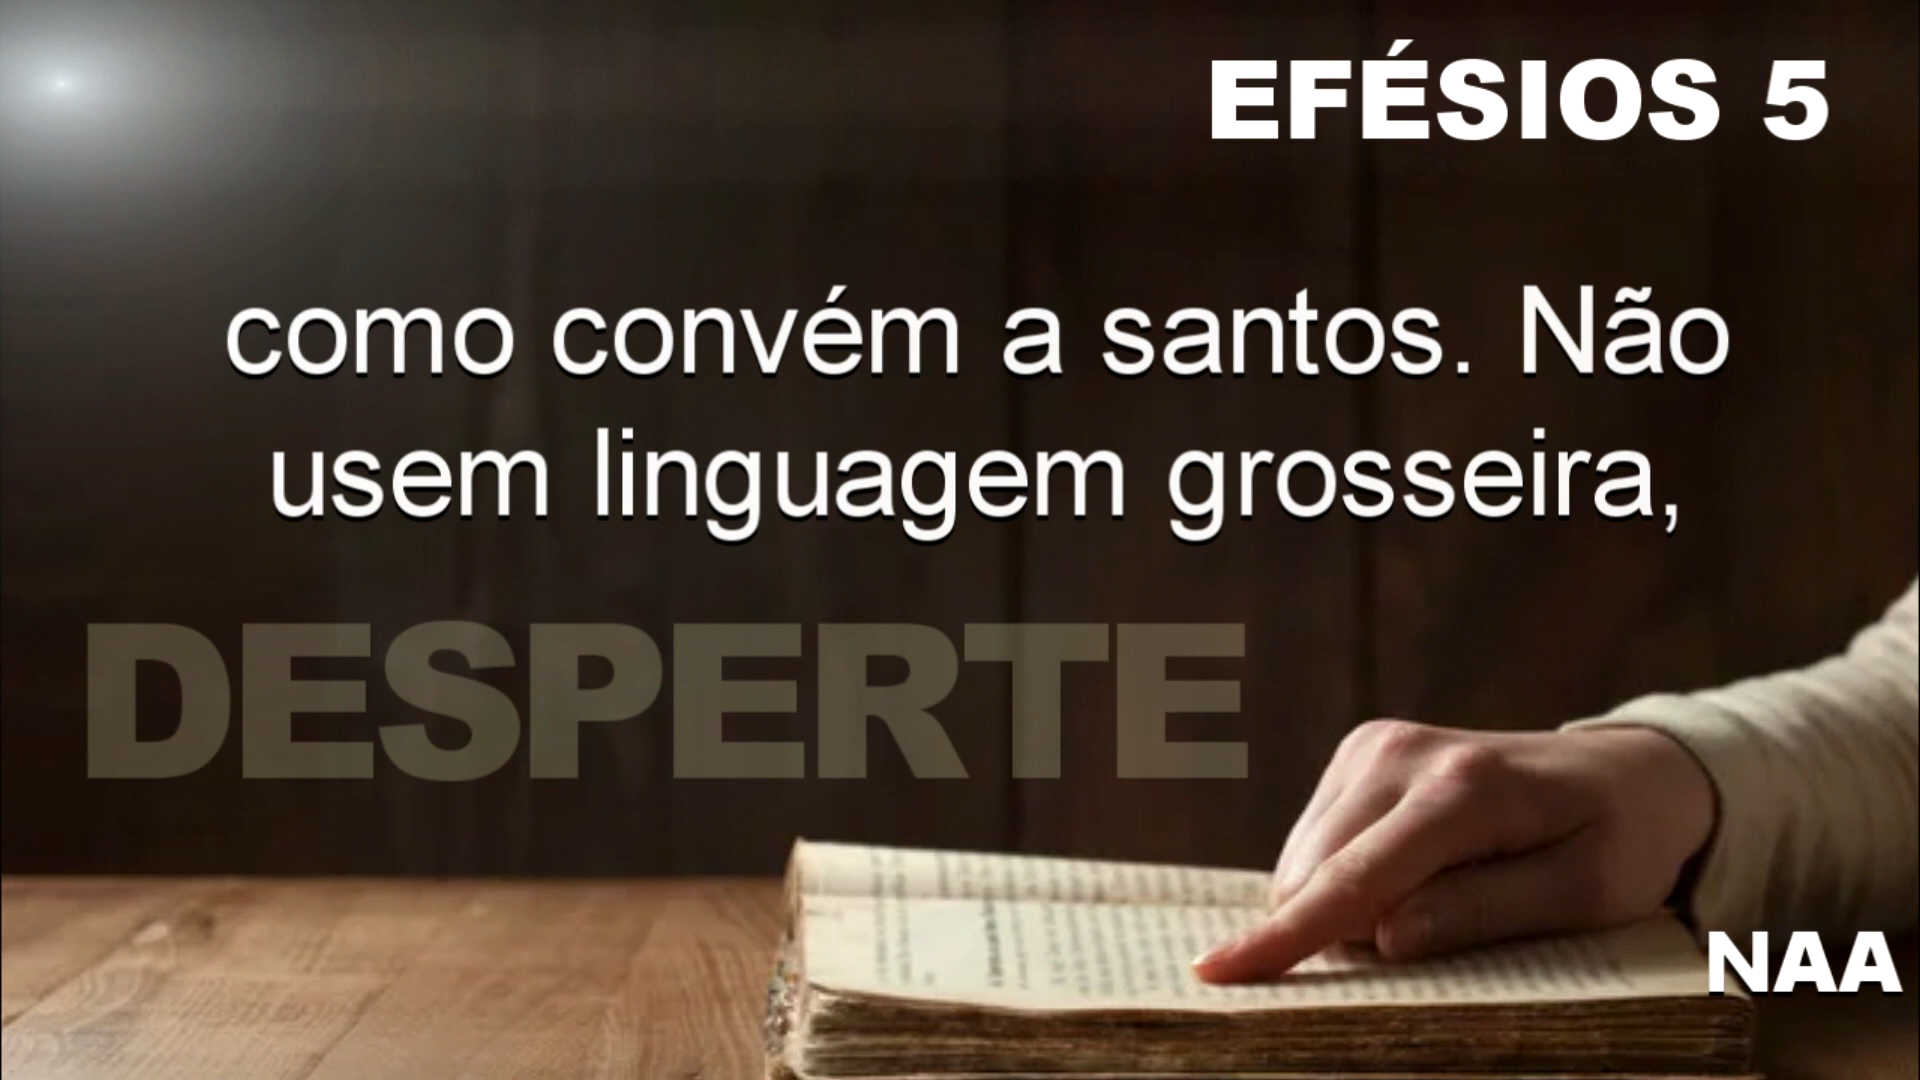 EFÉSIOS 5
como convém a santos. Não
usem linguagem grosseira,
DESPERTE
NAA